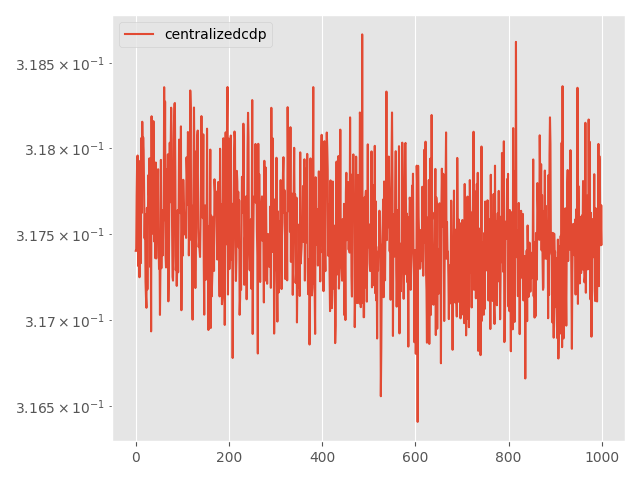 centralizedcdp
3.185 × 10⁻¹
3.18 × 10⁻¹
3.175 × 10⁻¹
3.17 × 10⁻¹
3.165 × 10⁻¹
0 200 400 600 800 1000